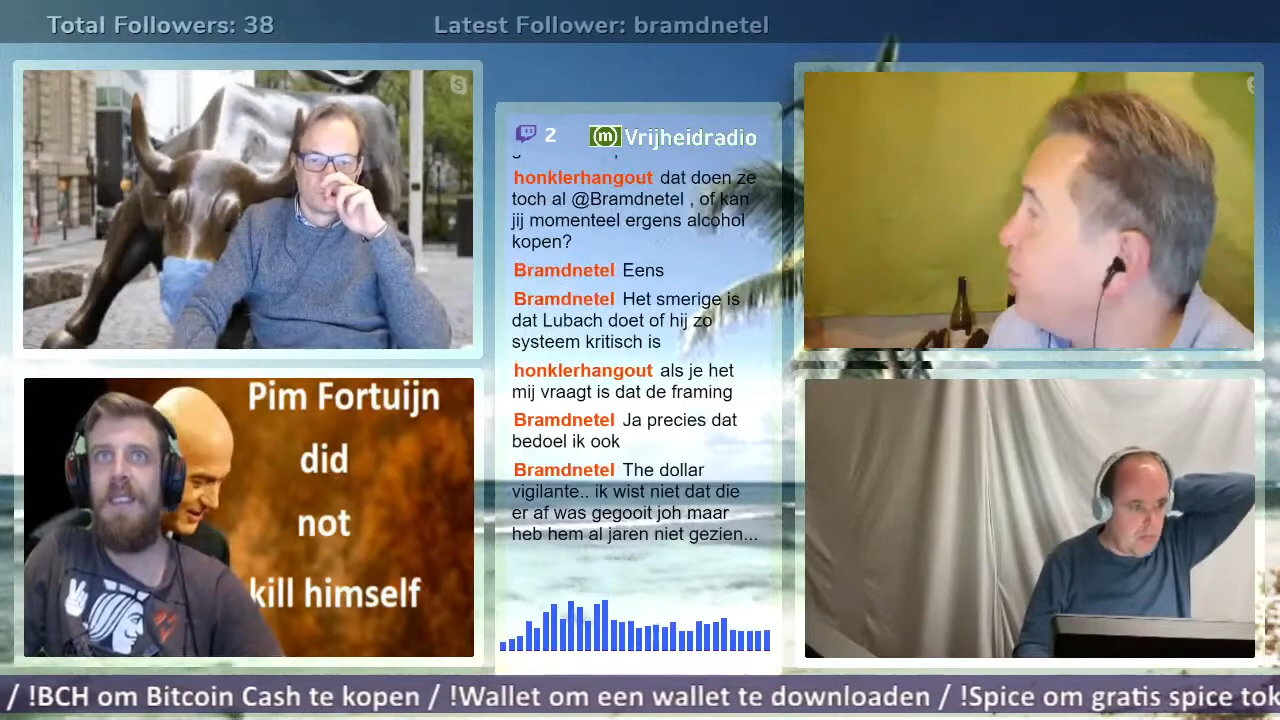 Total Followers: 38
Latest Follower: bramdnetel
2
(m) Vrijheidradio
honklerhangout dat doen ze
toch al @Bramdnetel , of kan
jij momenteel ergens alcohol
kopen?
Bramdnetel Eens
Bramdnetel Het smerige is
dat Lubach doet of hij zo
systeem kritisch is
honklerhangout als je het
mij vraagt is dat de framing
Bramdnetel Ja precies dat
bedoel ik ook
Bramdnetel The dollar
vigilante.. ik wist niet dat die
er af was gegooit joh maar
heb hem al jaren niet gezien...
Pim Fortuijn
did
not
kill himself
/ !BCH om Bitcoin Cash te kopen / !Wallet om een wallet te downloaden / !Spice om gratis spice tok